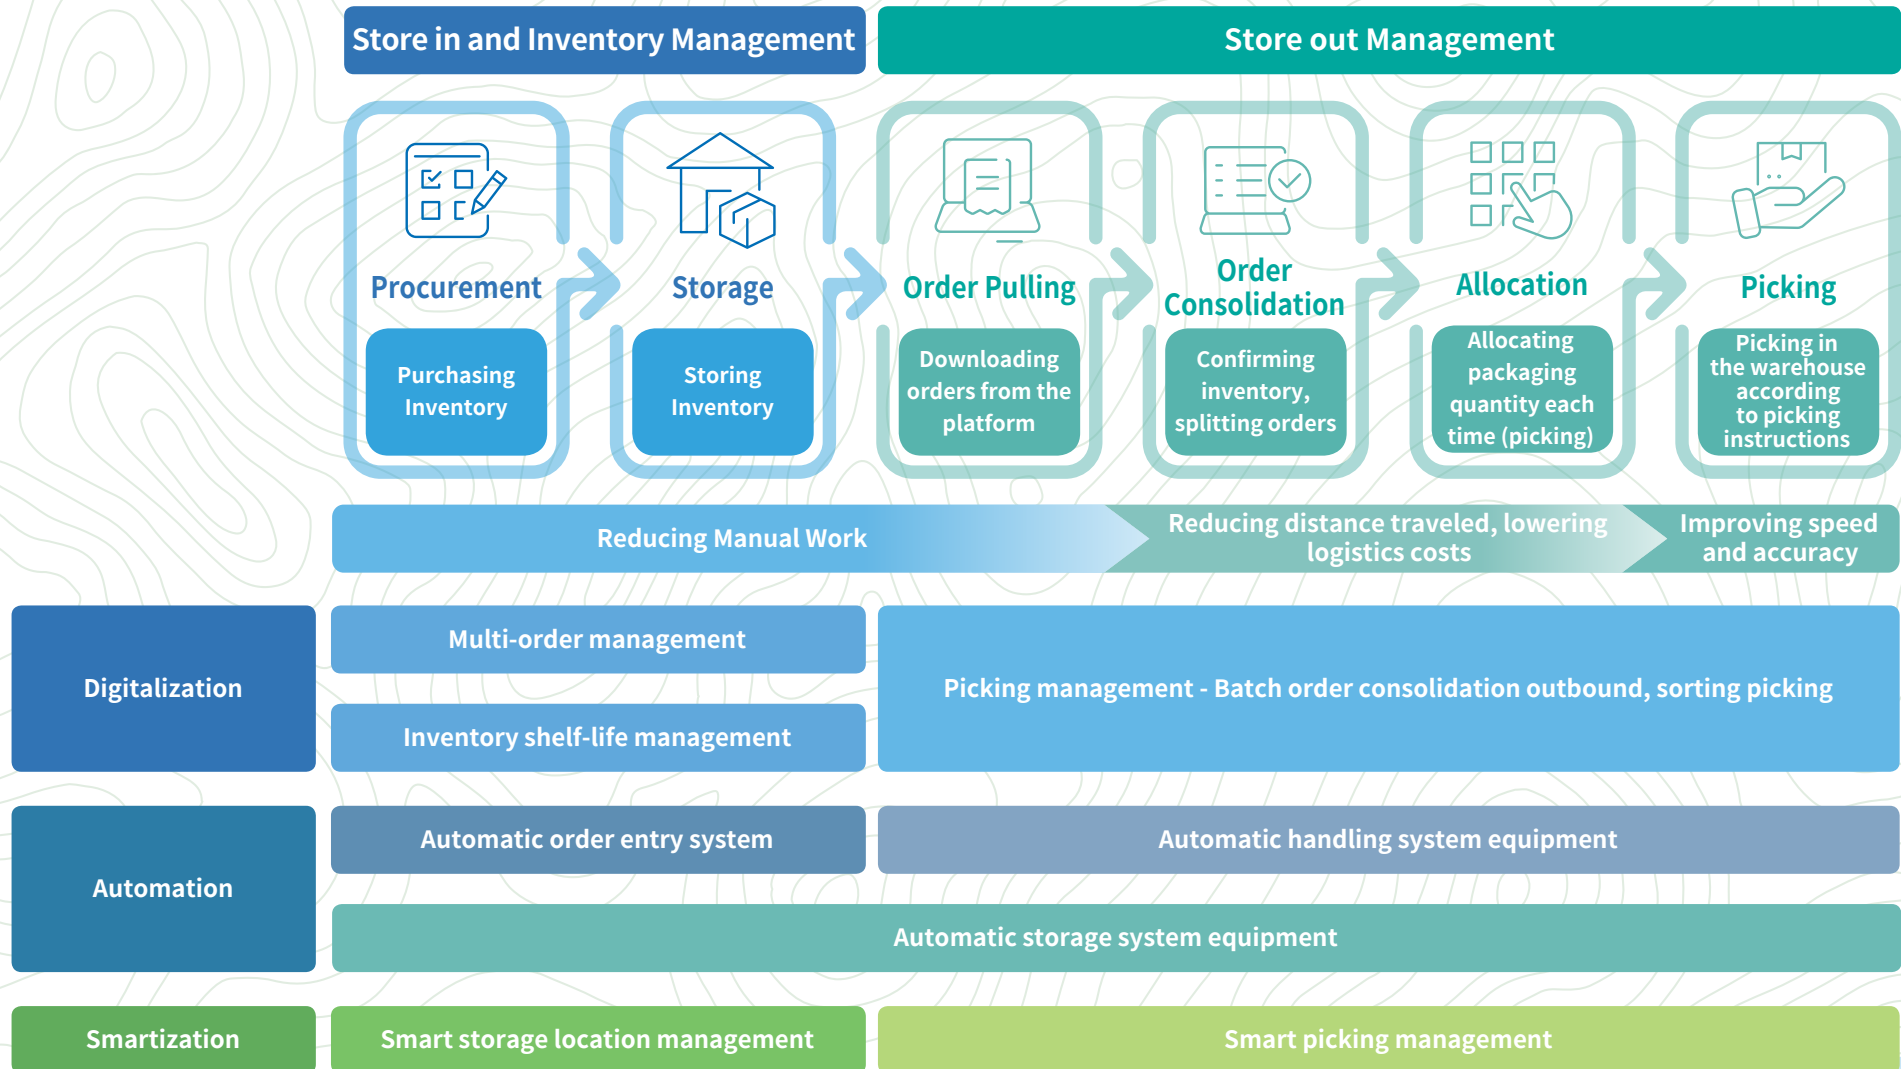 Store in and Inventory Management
Store out Management
Procurement
Purchasing
Inventory
Storage
Storing
Inventory
Order Pulling
Downloading
orders from the
platform
Order
Consolidation
Confirming
inventory,
splitting orders
Allocation
Allocating
packaging
quantity each
time (picking)
Picking
Picking in
the warehouse
according
to picking
instructions
Reducing Manual Work
Reducing distance traveled, lowering
logistics costs
Improving speed
and accuracy
Digitalization
Multi-order management
Inventory shelf-life management
Picking management - Batch order consolidation outbound, sorting picking
Automation
Automatic order entry system
Automatic handling system equipment
Automatic storage system equipment
Smartization
Smart storage location management
Smart picking management